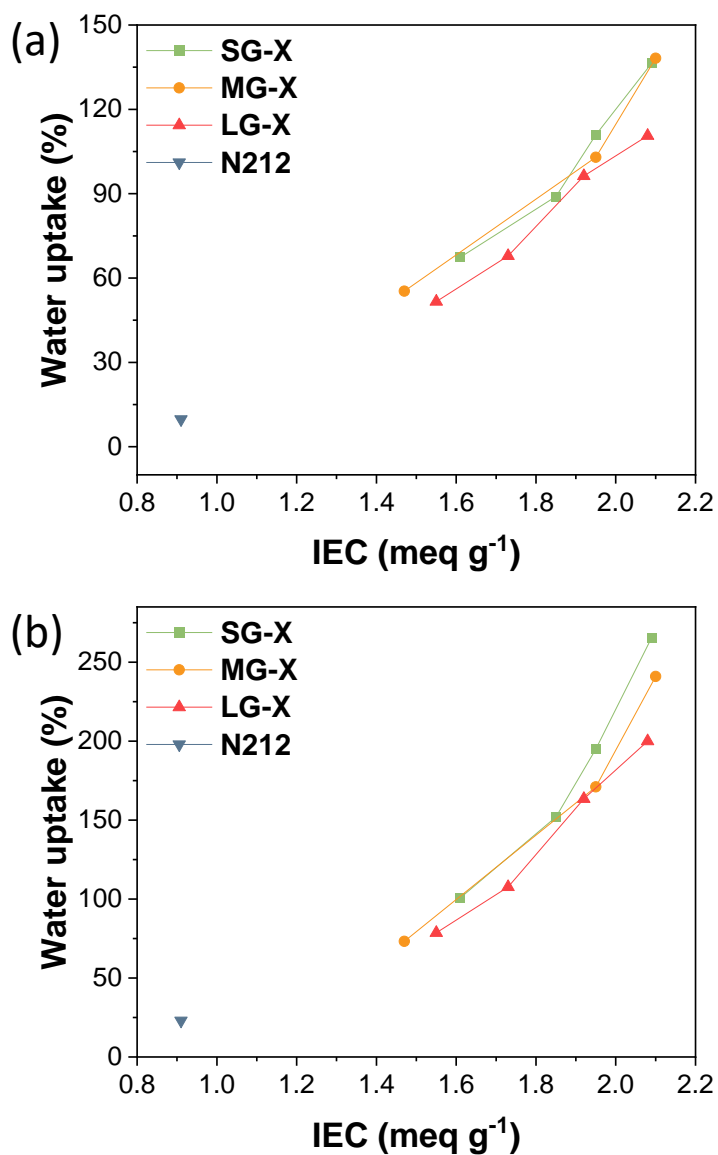 (a)
SG-X
MG-X
LG-X
N212
Water uptake (%)
150
120
90
60
30
0
0.8 1.0 1.2 1.4 1.6 1.8 2.0 2.2
IEC (meq g⁻¹)
(b)
SG-X
MG-X
LG-X
N212
Water uptake (%)
250
200
150
100
50
0
0.8 1.0 1.2 1.4 1.6 1.8 2.0 2.2
IEC (meq g⁻¹)